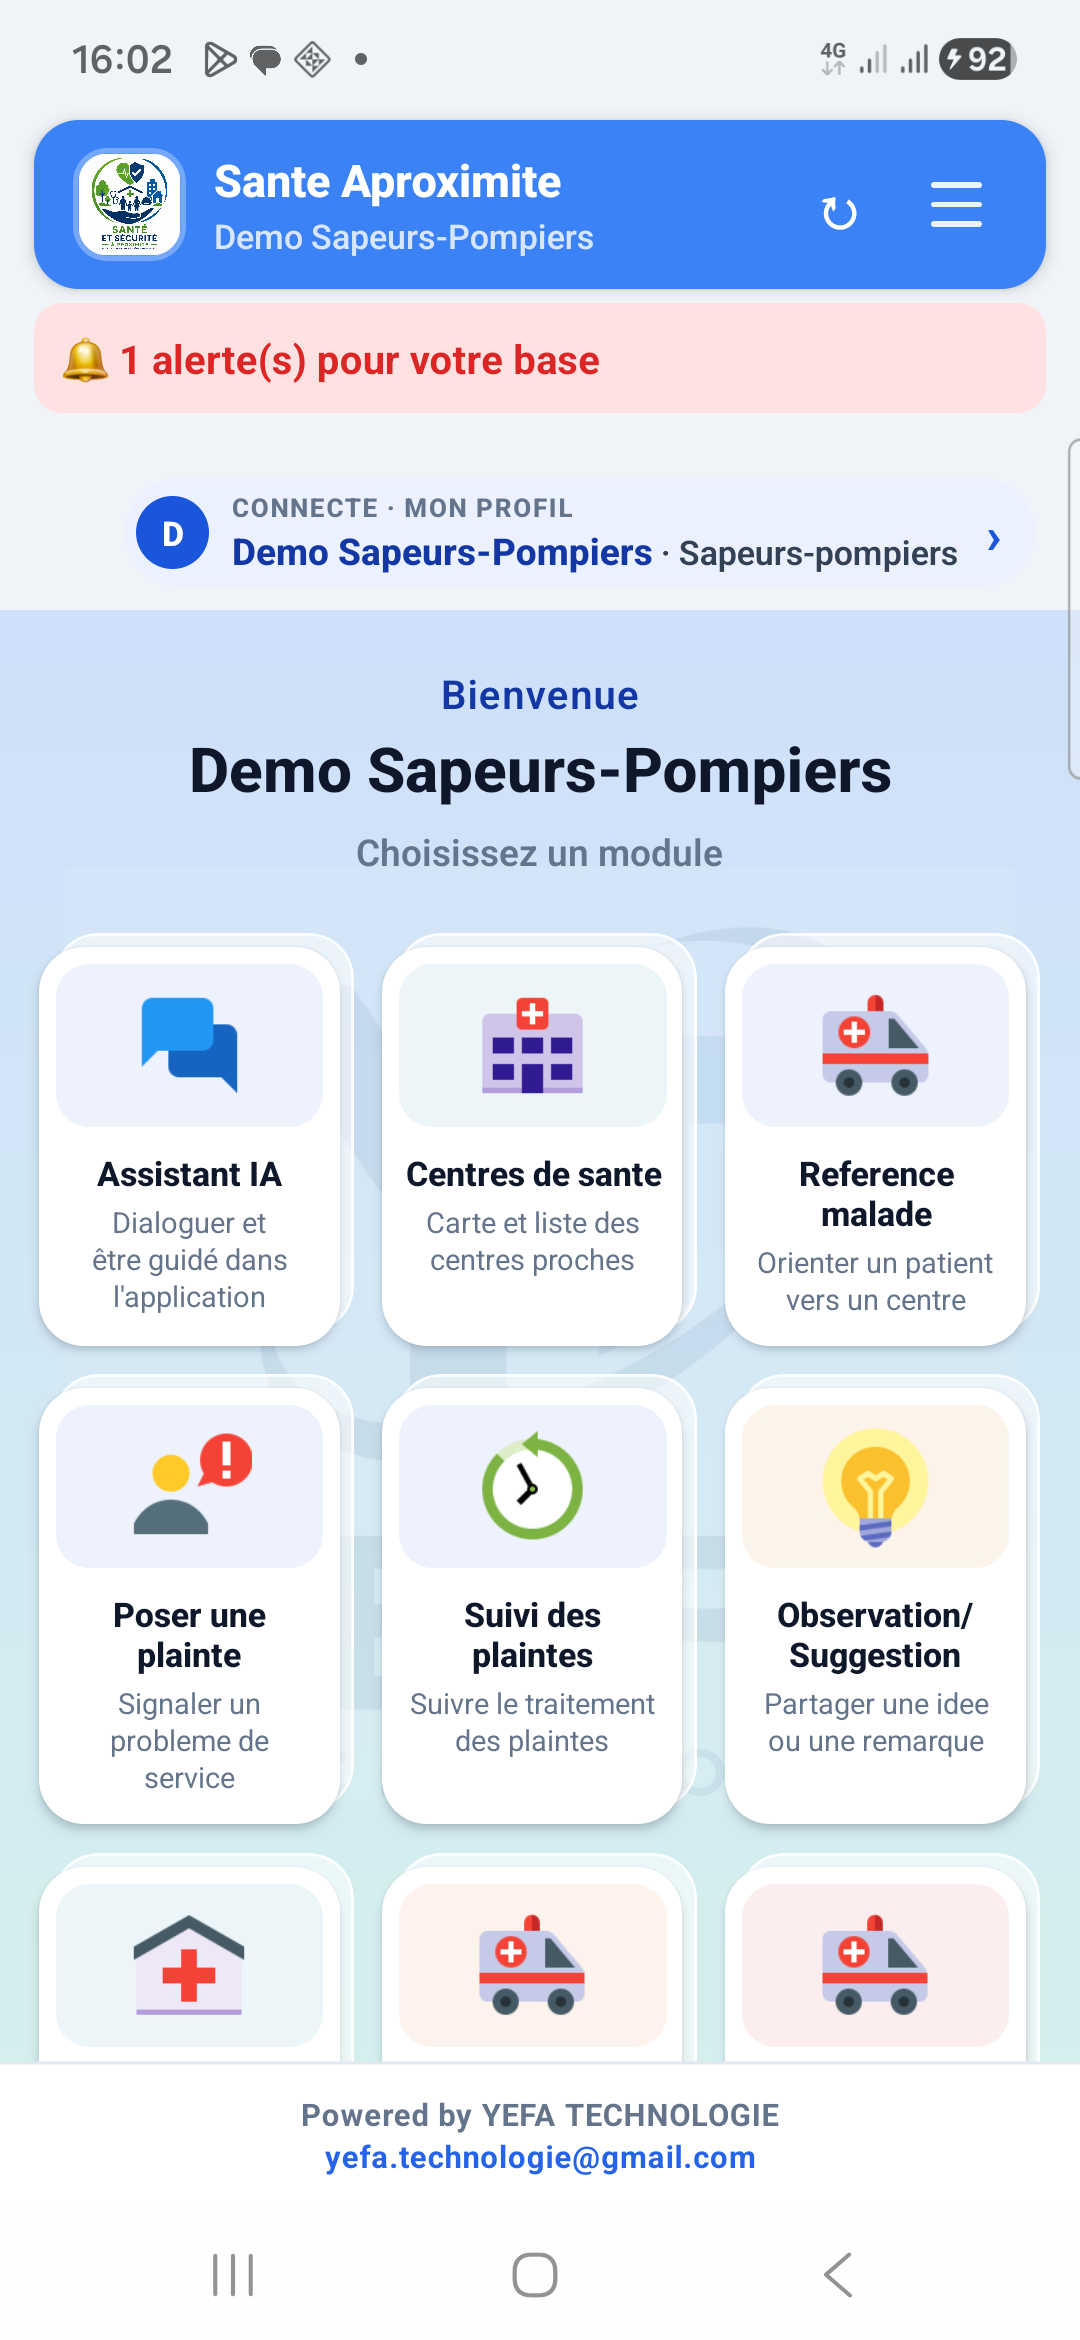 16:02
4G
92
SANTÉ
ET SÉCURITÉ
À PROXIMITÉ
Sante Aproximite
Demo Sapeurs-Pompiers
1 alerte(s) pour votre base
D
CONNECTE · MON PROFIL
Demo Sapeurs-Pompiers · Sapeurs-pompiers
Bienvenue
Demo Sapeurs-Pompiers
Choisissez un module
Assistant IA
Dialoguer et
être guidé dans
l'application
Centres de sante
Carte et liste des
centres proches
Reference
malade
Orienter un patient
vers un centre
Poser une
plainte
Signaler un
probleme de
service
Suivi des
plaintes
Suivre le traitement
des plaintes
Observation/
Suggestion
Partager une idee
ou une remarque
Powered by YEFA TECHNOLOGIE
yefa.technologie@gmail.com